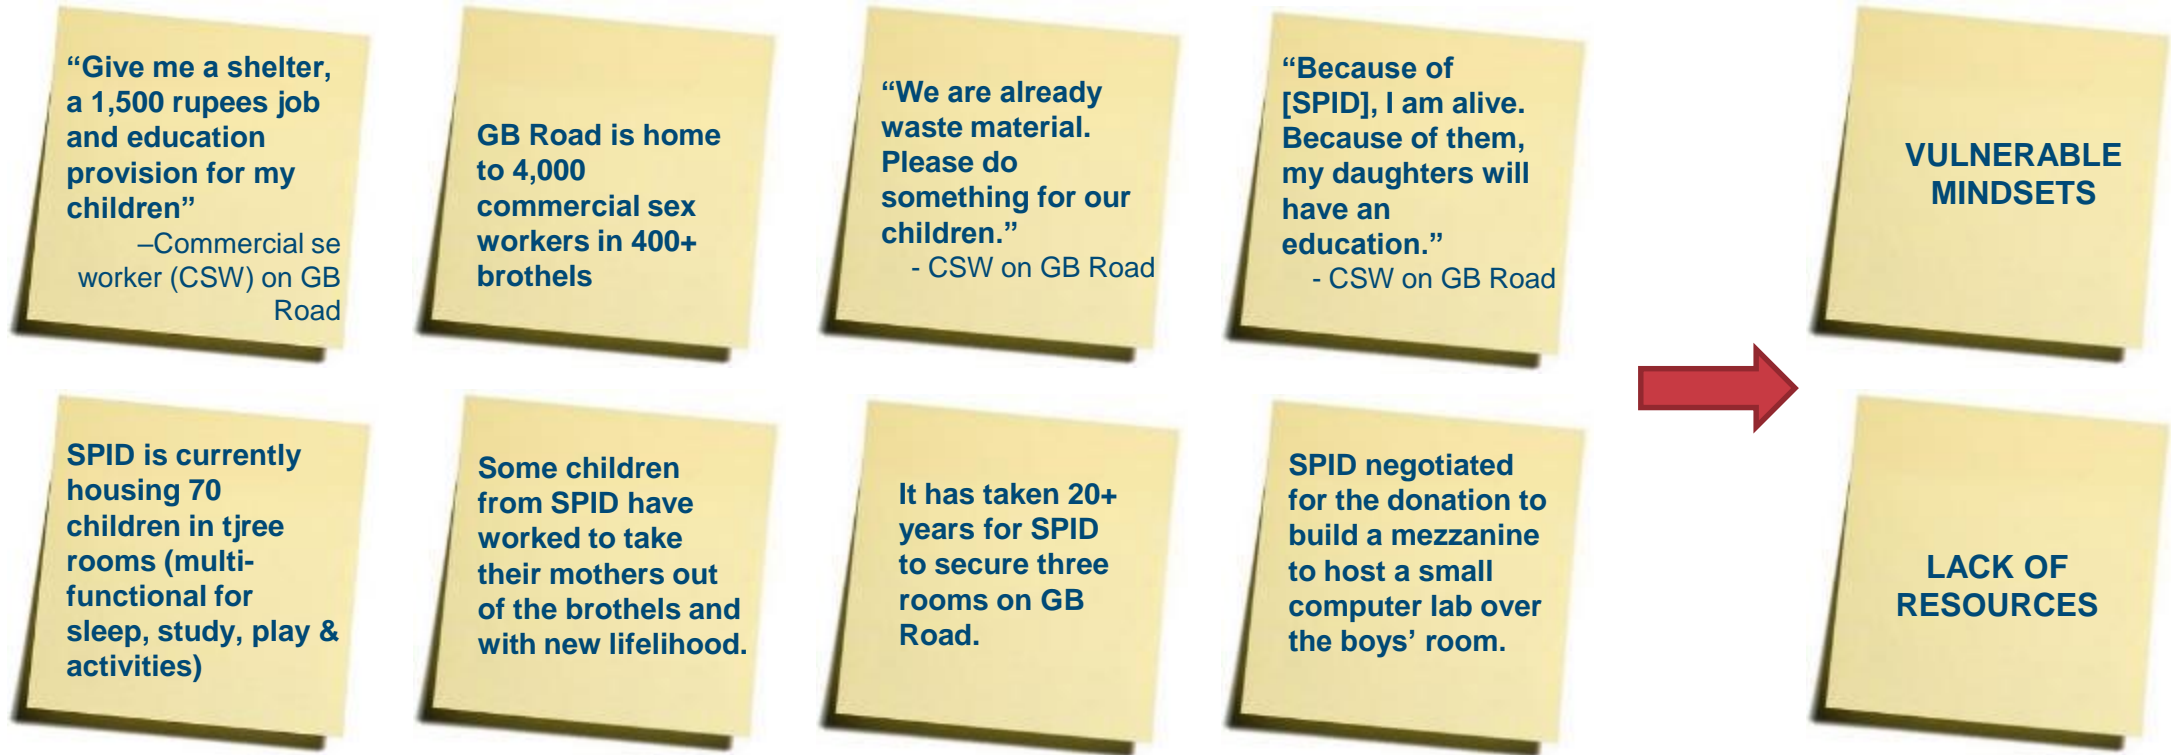 “Give me a shelter,
a 1,500 rupees job
and education
provision for my
children”
–Commercial se
worker (CSW) on GB
Road
GB Road is home
to 4,000
commercial sex
workers in 400+
brothels
“We are already
waste material.
Please do
something for our
children.”
- CSW on GB Road
“Because of
[SPID], I am alive.
Because of them,
my daughters will
have an
education.”
- CSW on GB Road
VULNERABLE
MINDSETS
SPID is currently
housing 70
children in tjree
rooms (multi-
functional for
sleep, study, play &
activities)
Some children
from SPID have
worked to take
their mothers out
of the brothels and
with new lifelihood.
It has taken 20+
years for SPID
to secure three
rooms on GB
Road.
SPID negotiated
for the donation to
build a mezzanine
to host a small
computer lab over
the boys’ room.
LACK OF
RESOURCES